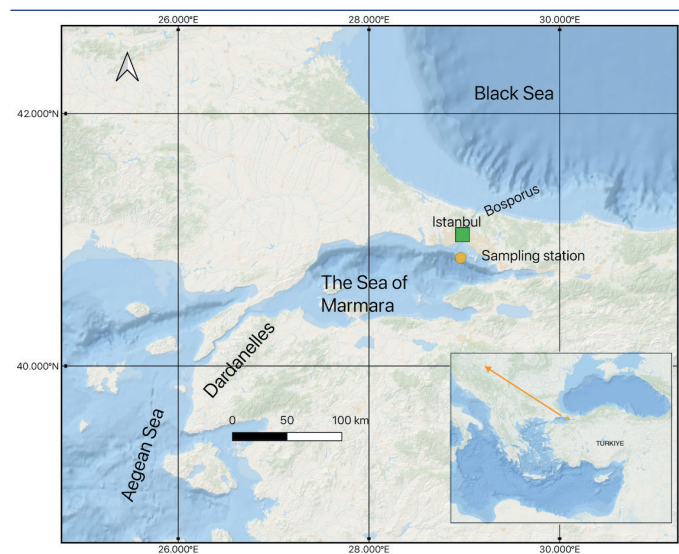 26.000°E 28.000°E 30.000°E
Black Sea
42.000°N
Bosporus
Istanbul
Sampling station
The Sea of
Marmara
Dardanelles
40.000°N
0 50 100 km
Aegean Sea
TÜRKIYE
26.000°E 28.000°E 30.000°E